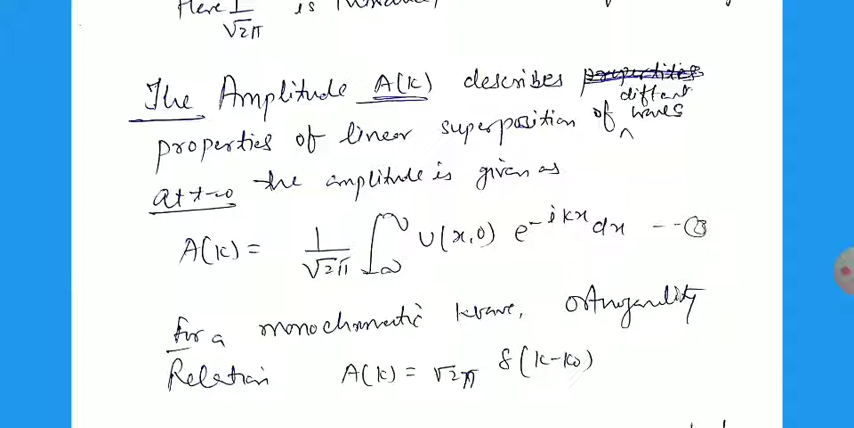 Here 1/√2π is
The Amplitude A(k) describes
properties of linear superposition of different waves
at t=0 the amplitude is given as
A(k) = 1/√2π ∫_{-∞}^{∞} U(x,0) e^{-ikx} dx --②
For a monochromatic wave, orthogonality
Relation A(k) = √2π δ(k-k₀)